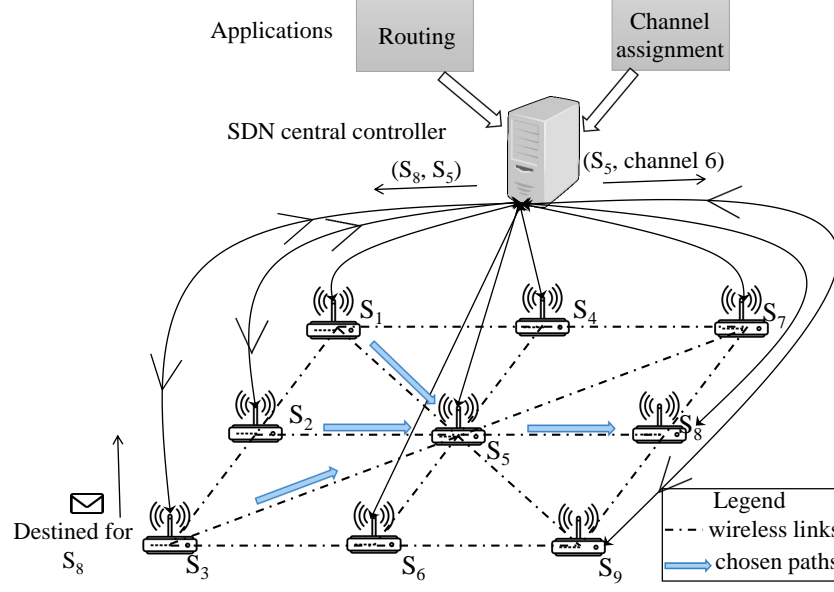 Applications
Routing
Channel
assignment
SDN central controller
(S₈, S₅)
(S₅, channel 6)
S₁
S₄
S₇
S₂
S₅
S₈
Destined for
S₈
S₃
S₆
S₉
Legend
wireless links
chosen paths